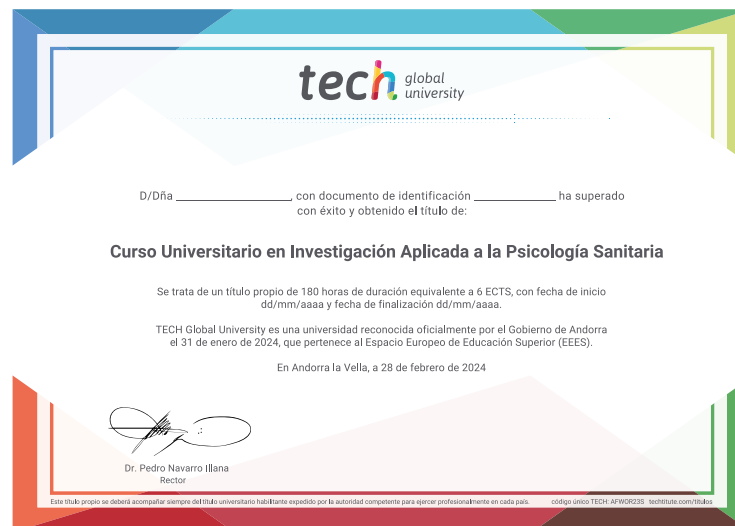 tech global university
D/Dña ____________________, con documento de identificación ______________ ha superado
con éxito y obtenido el título de:
Curso Universitario en Investigación Aplicada a la Psicología Sanitaria
Se trata de un título propio de 180 horas de duración equivalente a 6 ECTS, con fecha de inicio
dd/mm/aaaa y fecha de finalización dd/mm/aaaa.
TECH Global University es una universidad reconocida oficialmente por el Gobierno de Andorra
el 31 de enero de 2024, que pertenece al Espacio Europeo de Educación Superior (EEES).
En Andorra la Vella, a 28 de febrero de 2024
Dr. Pedro Navarro Illana
Rector
Este título propio se deberá acompañar siempre del título universitario habilitante expedido por la autoridad competente para ejercer profesionalmente en cada país. código único TECH: AFWOR23S techtitute.com/titulos